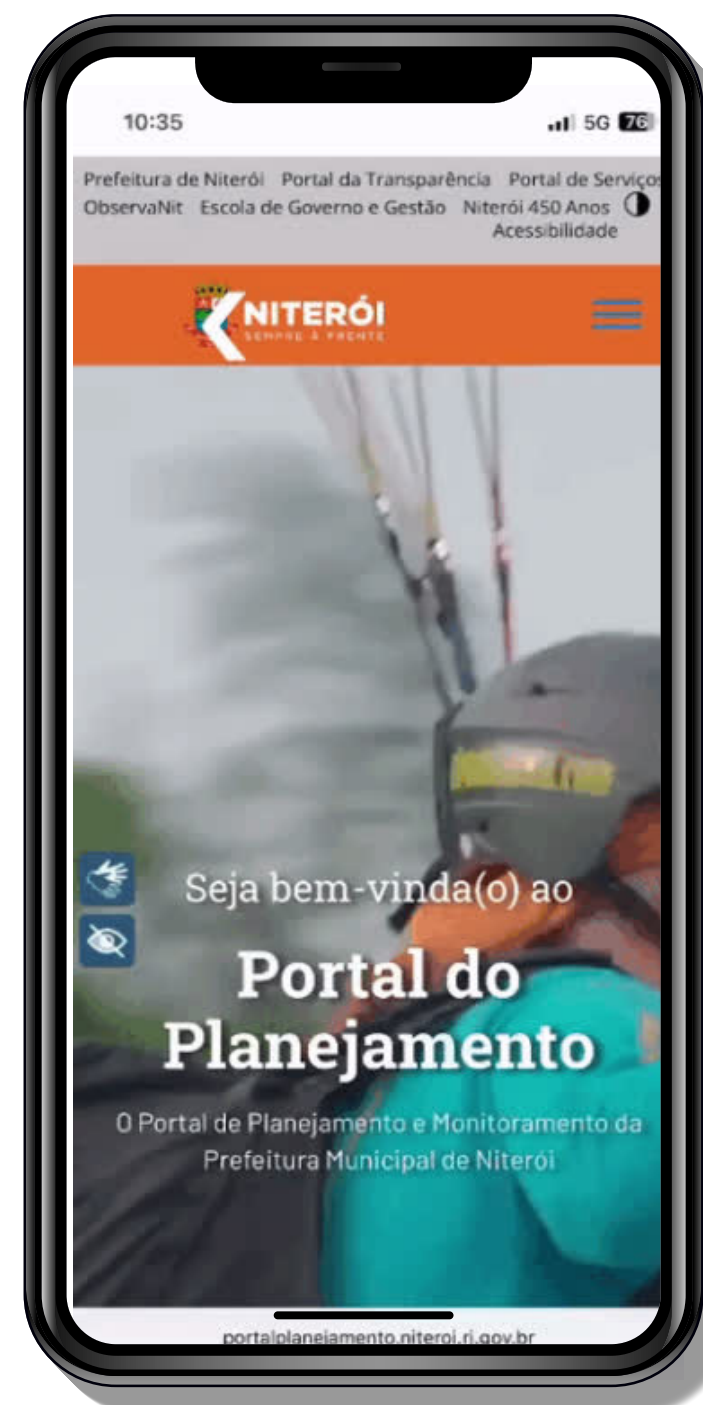 10:35
5G 76
Prefeitura de Niterói Portal da Transparência Portal de Serviços
ObservaNit Escola de Governo e Gestão Niterói 450 Anos
Acessibilidade
NITERÓI
SEMPRE À FRENTE
Seja bem-vinda(o) ao
Portal do
Planejamento
O Portal de Planejamento e Monitoramento da
Prefeitura Municipal de Niterói
portalplanejamento.niteroi.rj.gov.br